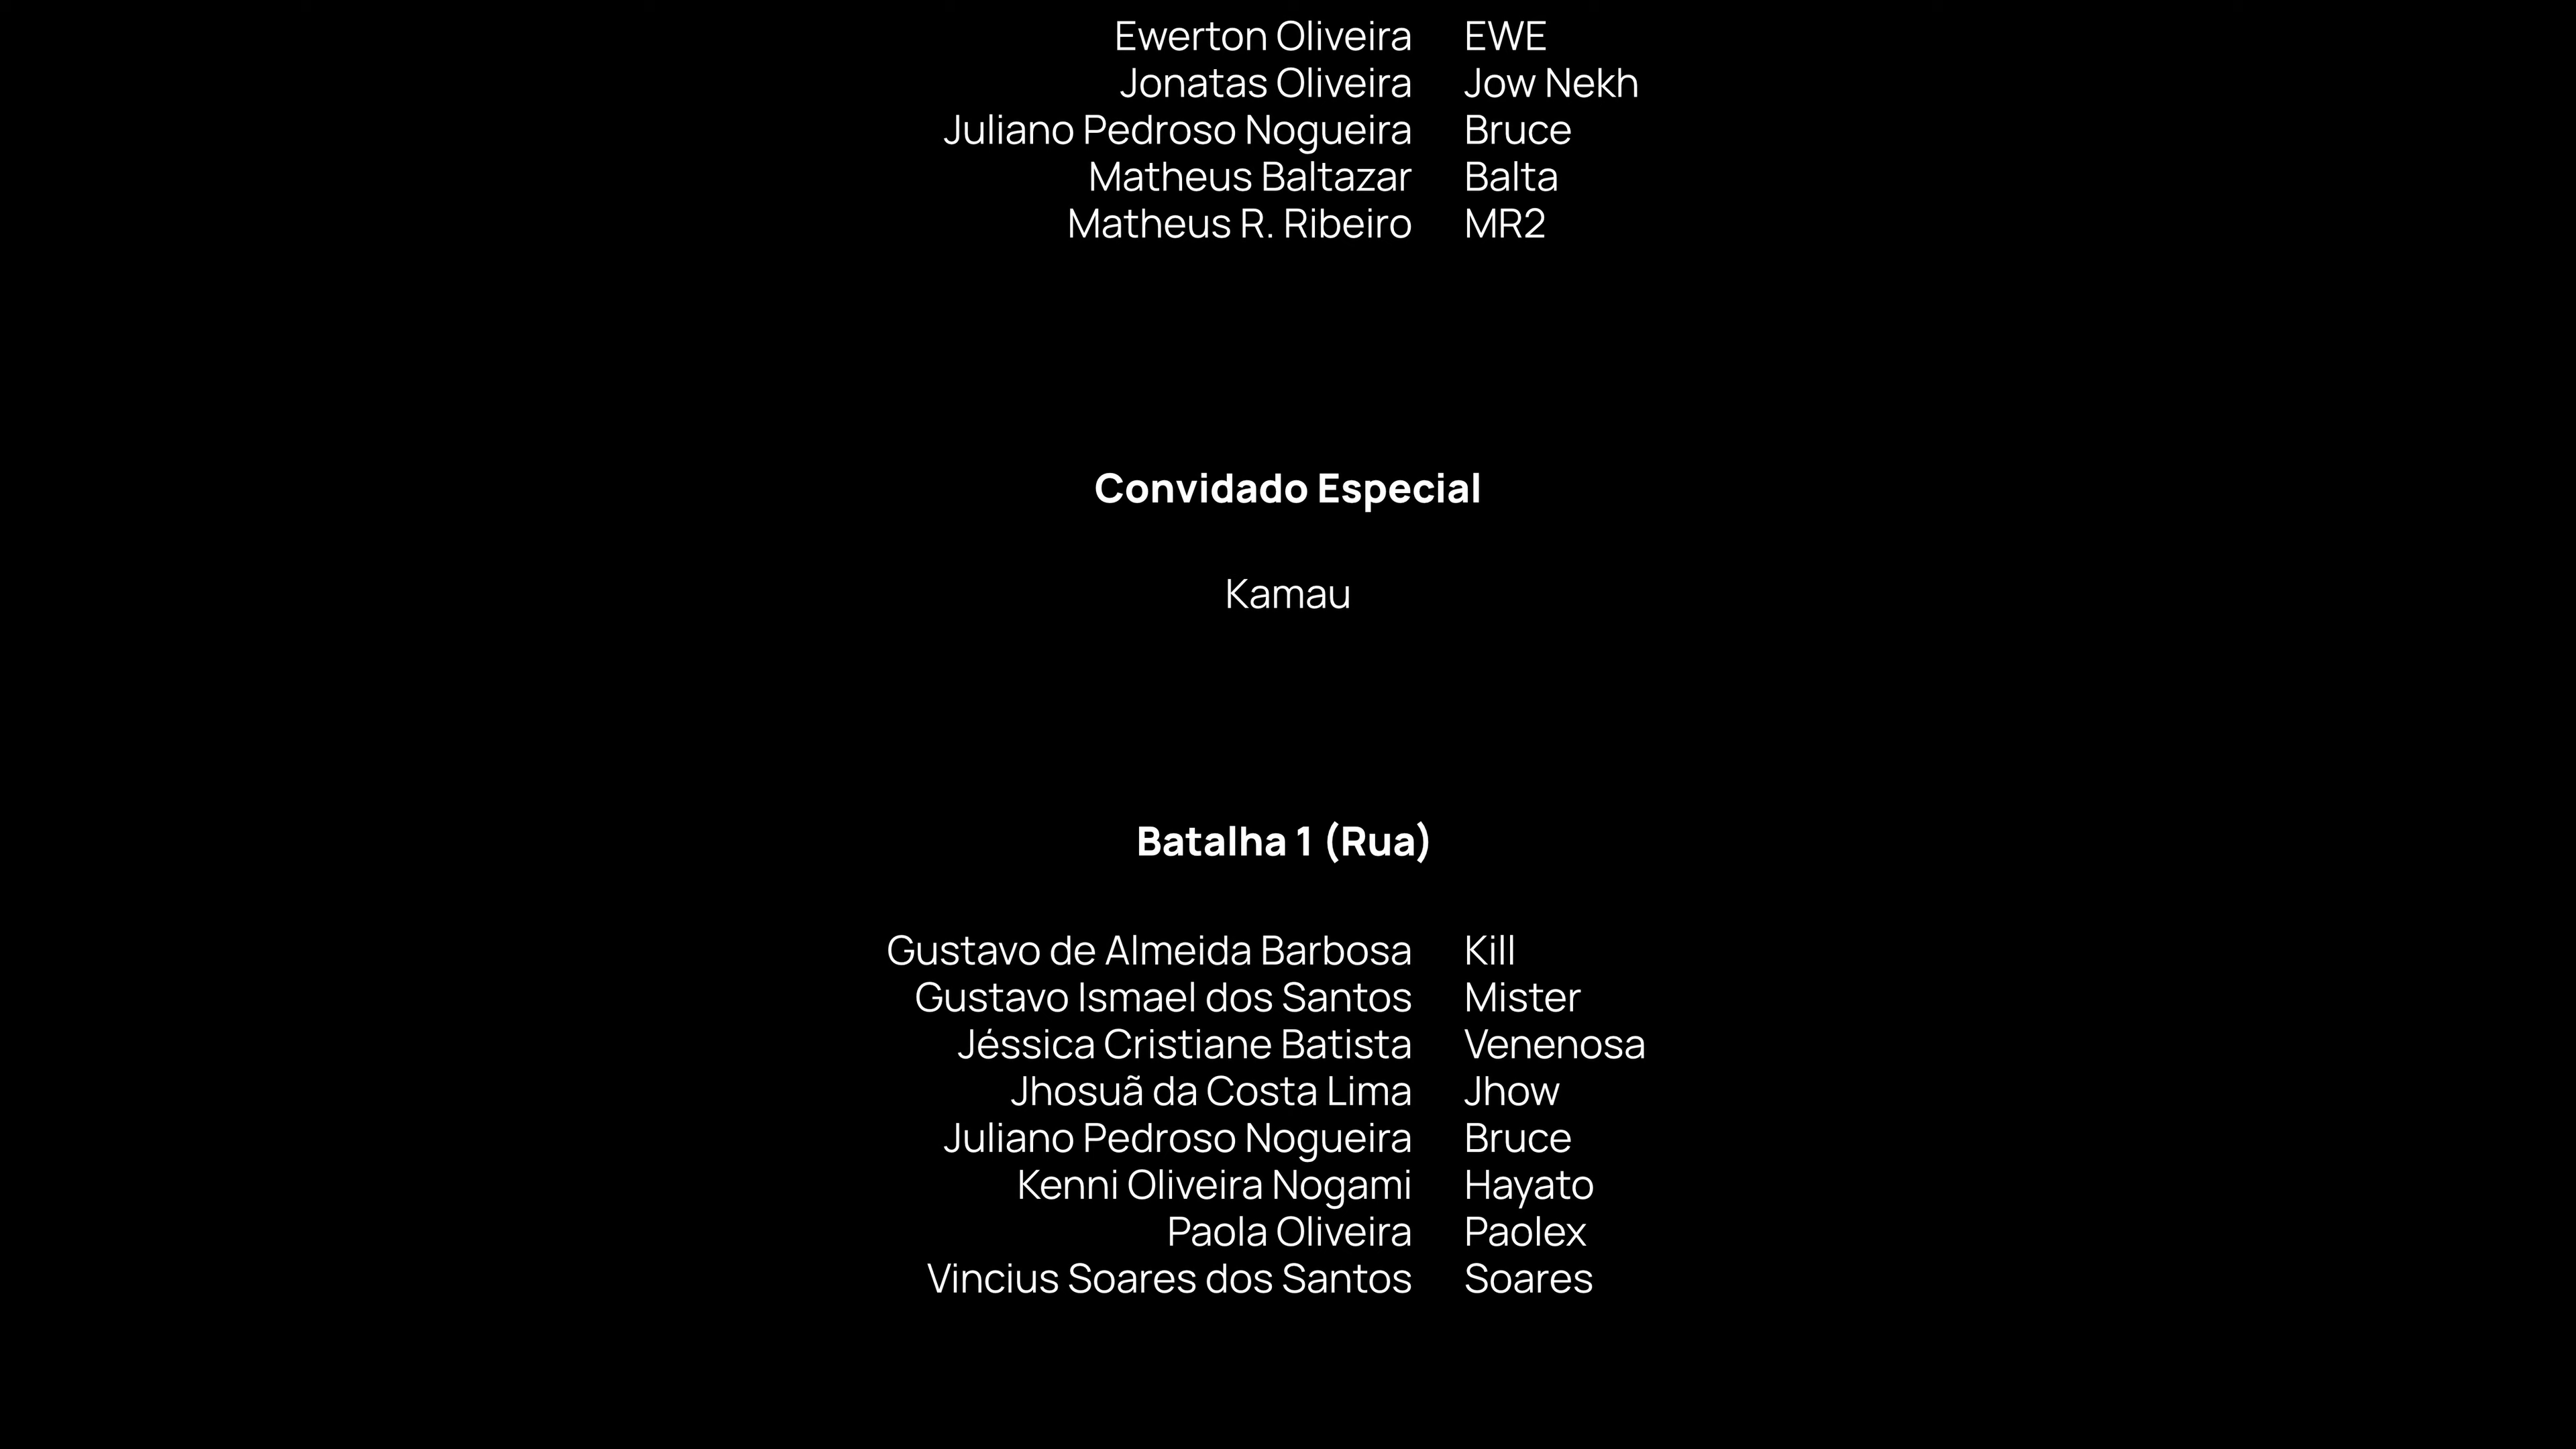 Ewerton Oliveira EWE
Jonatas Oliveira Jow Nekh
Juliano Pedroso Nogueira Bruce
Matheus Baltazar Balta
Matheus R. Ribeiro MR2
Convidado Especial
Kamau
Batalha 1 (Rua)
Gustavo de Almeida Barbosa Kill
Gustavo Ismael dos Santos Mister
Jéssica Cristiane Batista Venenosa
Jhosuã da Costa Lima Jhow
Juliano Pedroso Nogueira Bruce
Kenni Oliveira Nogami Hayato
Paola Oliveira Paolex
Vincius Soares dos Santos Soares